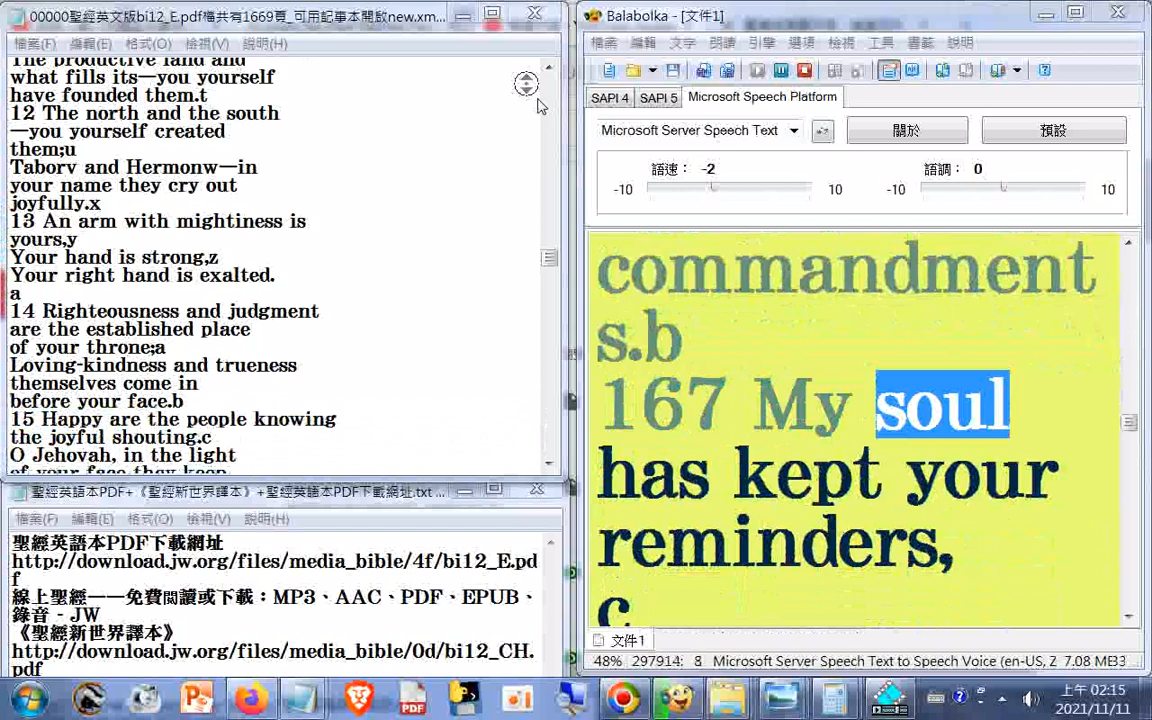 00000聖經英文版bi12_E.pdf檔共有1669頁_可用記事本開啟new.xm...
檔案(F) 編輯(E) 格式(O) 檢視(V) 說明(H)
The productive land and
what fills its—you yourself
have founded them.t
12 The north and the south
—you yourself created
them;u
Taborv and Hermonw—in
your name they cry out
joyfully.x
13 An arm with mightiness is
yours,y
Your hand is strong,z
Your right hand is exalted.
a
14 Righteousness and judgment
are the established place
of your throne;a
Loving-kindness and trueness
themselves come in
before your face.b
15 Happy are the people knowing
the joyful shouting.c
O Jehovah, in the light
of your face they keep
聖經英語本PDF+《聖經新世界譯本》+聖經英語本PDF下載網址.txt ...
檔案(F) 編輯(E) 格式(O) 檢視(V) 說明(H)
聖經英語本PDF下載網址
http://download.jw.org/files/media_bible/4f/bi12_E.pd
f
線上聖經——免費閱讀或下載：MP3、AAC、PDF、EPUB、
錄音 - JW
《聖經新世界譯本》
http://download.jw.org/files/media_bible/0d/bi12_CH.
pdf
Balabolka - [文件1]
檔案 編輯 文字 朗讀 引擎 選項 檢視 工具 書籤 說明
SAPI 4 SAPI 5 Microsoft Speech Platform
Microsoft Server Speech Text 關於 預設
語速： -2 語調： 0
-10 10 -10 10
commandment
s.b
167 My soul
has kept your
reminders,
c
文件1
48% 297914: 8 Microsoft Server Speech Text to Speech Voice (en-US, Z 7.08 MB
上午 02:15
2021/11/11